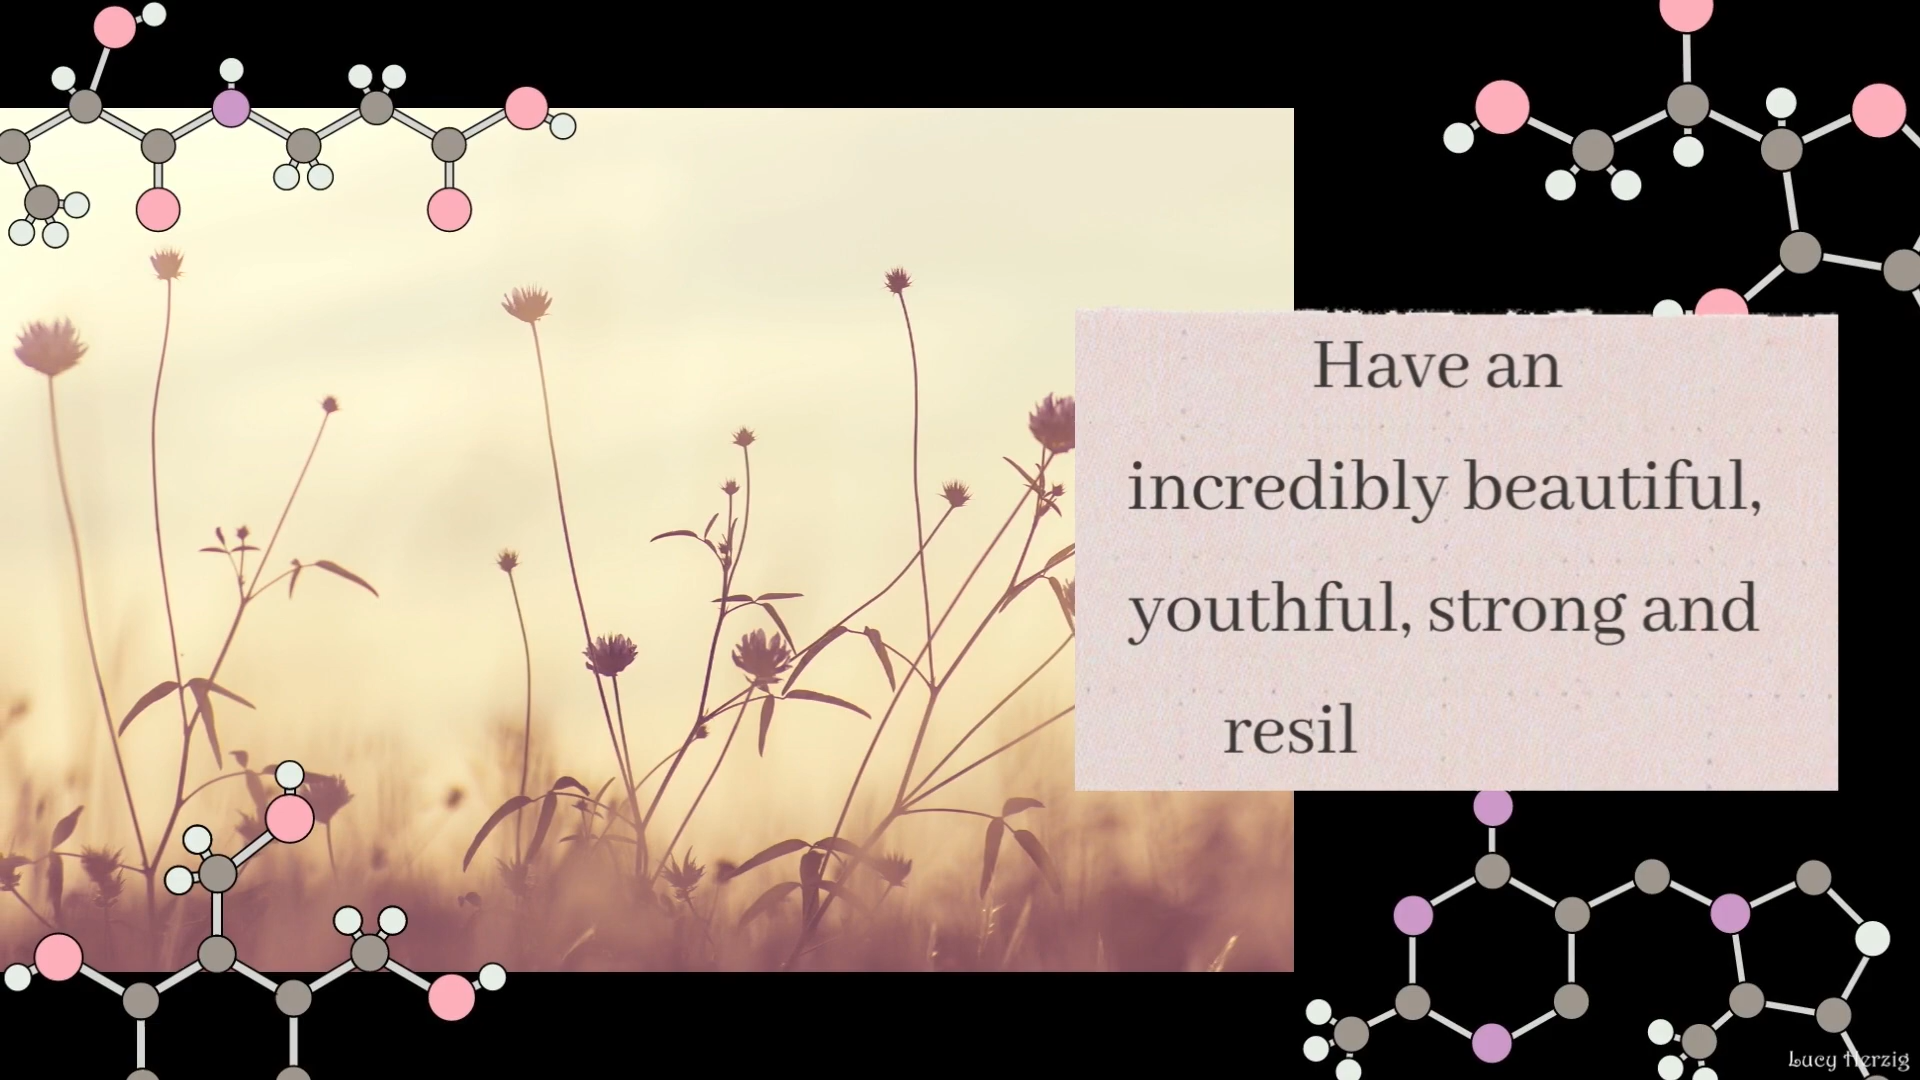 Have an
incredibly beautiful,
youthful, strong and
resil
Lucy Herzig